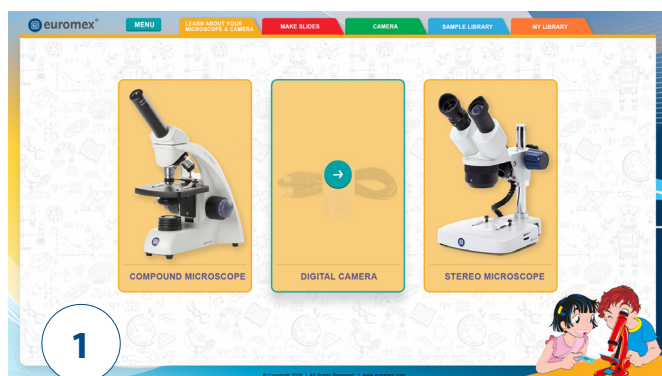 euromex®
MENU
LEARN ABOUT YOUR
MICROSCOPE & CAMERA
MAKE SLIDES
CAMERA
SAMPLE LIBRARY
MY LIBRARY
COMPOUND MICROSCOPE
DIGITAL CAMERA
STEREO MICROSCOPE
1